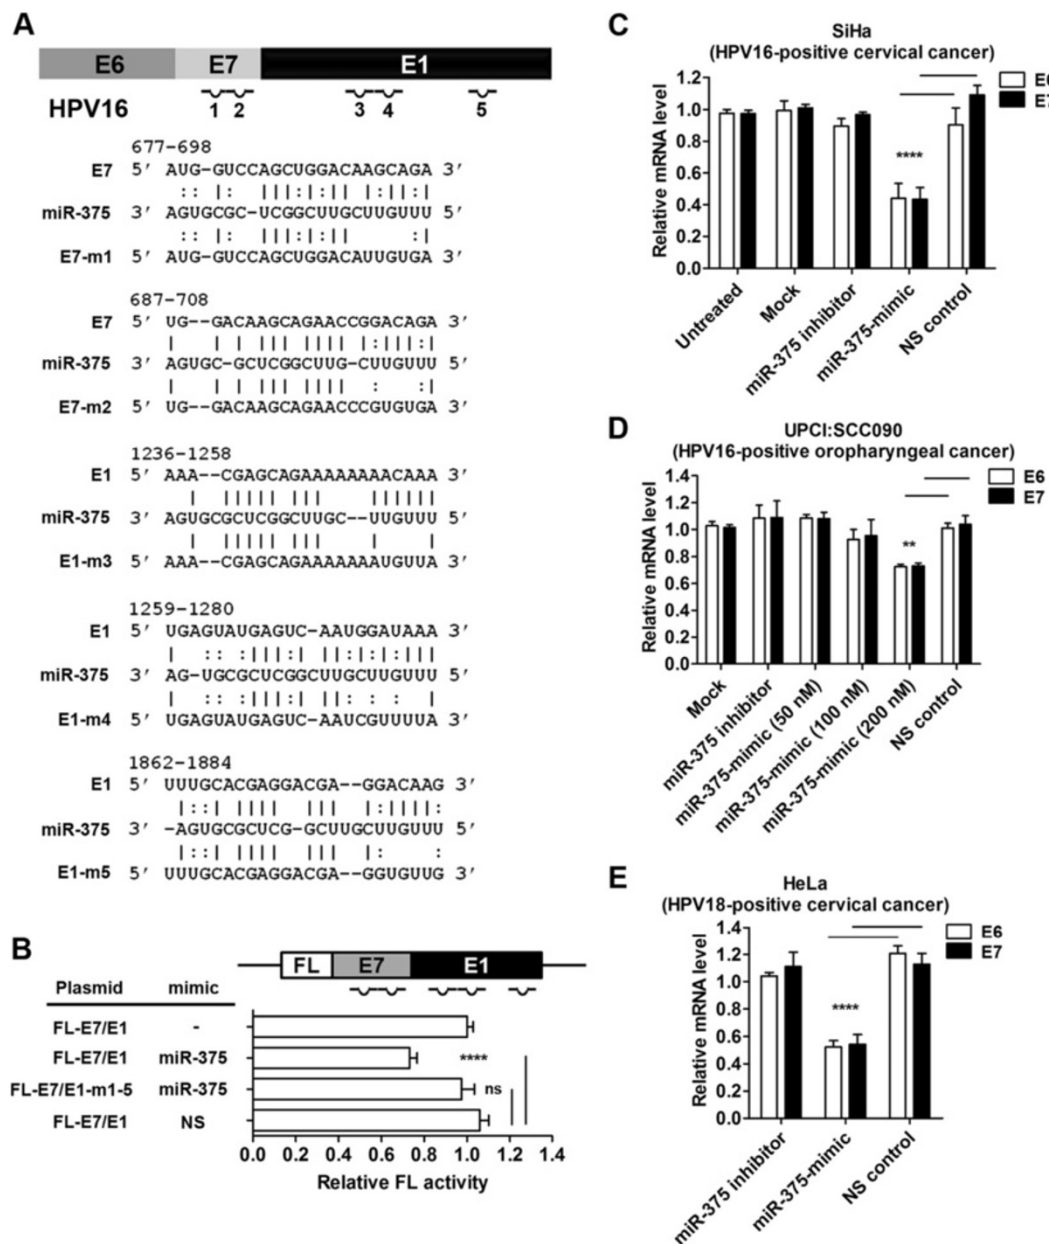 A
E6 E7 E1
HPV16 1 2 3 4 5
677-698
E7 5′ AUG-GUCCAGCUGGACAAGCAGA 3′
miR-375 3′ AGUGCGC-UCGGCUUGCUUGUUU 5′
E7-m1 5′ AUG-GUCCAGCUGGACAUUGUGA 3′
687-708
E7 5′ UG--GACAAGCAGAACCGGACAGA 3′
miR-375 3′ AGUGC-GCUCGGCUUG-CUUGUUU 5′
E7-m2 5′ UG--GACAAGCAGAACCCGUGUGA 3′
1236-1258
E1 5′ AAA--CGAGCAGAAAAAAAAACAAA 3′
miR-375 3′ AGUGCGCUCGGCUUGC--UUGUUU 5′
E1-m3 5′ AAA--CGAGCAGAAAAAAAUGUUA 3′
1259-1280
E1 5′ UGAGUAUGAGUC-AAUGGAUAAA 3′
miR-375 3′ AG-UGCGCUCGGCUUGCUUGUUU 5′
E1-m4 5′ UGAGUAUGAGUC-AAUCGUUUUA 3′
1862-1884
E1 5′ UUUGCACGAGGACGA--GGACAAG 3′
miR-375 3′ -AGUGCGCUCG-GCUUGCUUGUUU 5′
E1-m5 5′ UUUGCACGAGGACGA--GGUGUUG 3′
B
FL E7 E1
Plasmid mimic
FL-E7/E1 -
FL-E7/E1 miR-375 ****
FL-E7/E1-m1-5 miR-375 ns
FL-E7/E1 NS
0.0 0.2 0.4 0.6 0.8 1.0 1.2 1.4
Relative FL activity
C
SiHa
(HPV16-positive cervical cancer)
E6
E7
Relative mRNA level
1.2
1.0
0.8
0.6
0.4
0.2
0.0
****
Untreated
Mock
miR-375 inhibitor
miR-375-mimic
NS control
D
UPCI:SCC090
(HPV16-positive oropharyngeal cancer)
E6
E7
Relative mRNA level
1.4
1.2
1.0
0.8
0.6
0.4
0.2
0.0
**
Mock
miR-375 inhibitor
miR-375-mimic (50 nM)
miR-375-mimic (100 nM)
miR-375-mimic (200 nM)
NS control
E
HeLa
(HPV18-positive cervical cancer)
E6
E7
Relative mRNA level
1.4
1.2
1.0
0.8
0.6
0.4
0.2
0.0
****
miR-375 inhibitor
miR-375-mimic
NS control